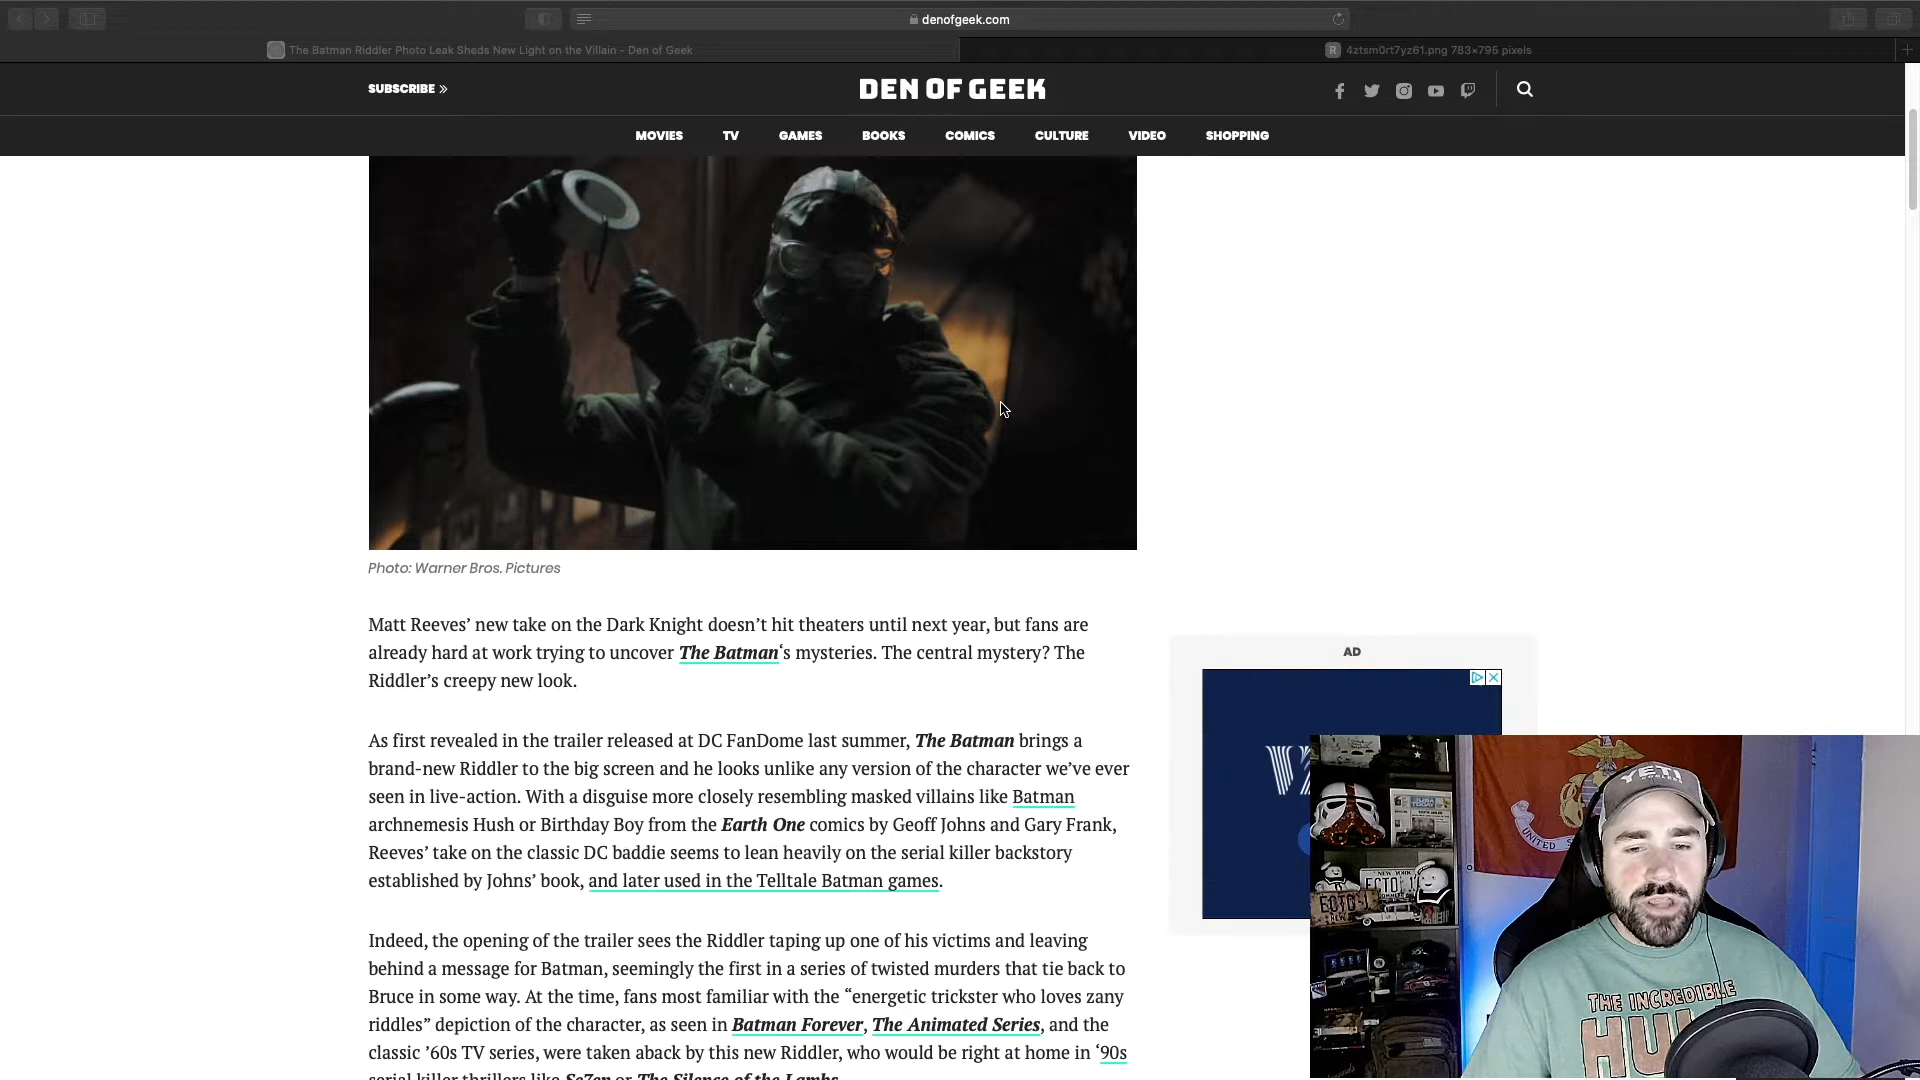 denofgeek.com
The Batman Riddler Photo Leak Sheds New Light on the Villain - Den of Geek
R 4ztsm0rt7yz61.png 783×795 pixels
SUBSCRIBE »
DEN OF GEEK
MOVIES TV GAMES BOOKS COMICS CULTURE VIDEO SHOPPING
Photo: Warner Bros. Pictures
Matt Reeves’ new take on the Dark Knight doesn’t hit theaters until next year, but fans are
already hard at work trying to uncover The Batman‘s mysteries. The central mystery? The
Riddler’s creepy new look.
As first revealed in the trailer released at DC FanDome last summer, The Batman brings a
brand-new Riddler to the big screen and he looks unlike any version of the character we’ve ever
seen in live-action. With a disguise more closely resembling masked villains like Batman
archnemesis Hush or Birthday Boy from the Earth One comics by Geoff Johns and Gary Frank,
Reeves’ take on the classic DC baddie seems to lean heavily on the serial killer backstory
established by Johns’ book, and later used in the Telltale Batman games.
Indeed, the opening of the trailer sees the Riddler taping up one of his victims and leaving
behind a message for Batman, seemingly the first in a series of twisted murders that tie back to
Bruce in some way. At the time, fans most familiar with the “energetic trickster who loves zany
riddles” depiction of the character, as seen in Batman Forever, The Animated Series, and the
classic ’60s TV series, were taken aback by this new Riddler, who would be right at home in ‘90s
serial killer thrillers like Se7en or The Silence of the Lambs.
AD
YETI
UNITED S
NEW YORK
ECTO-1
THE INCREDIBLE
HUL